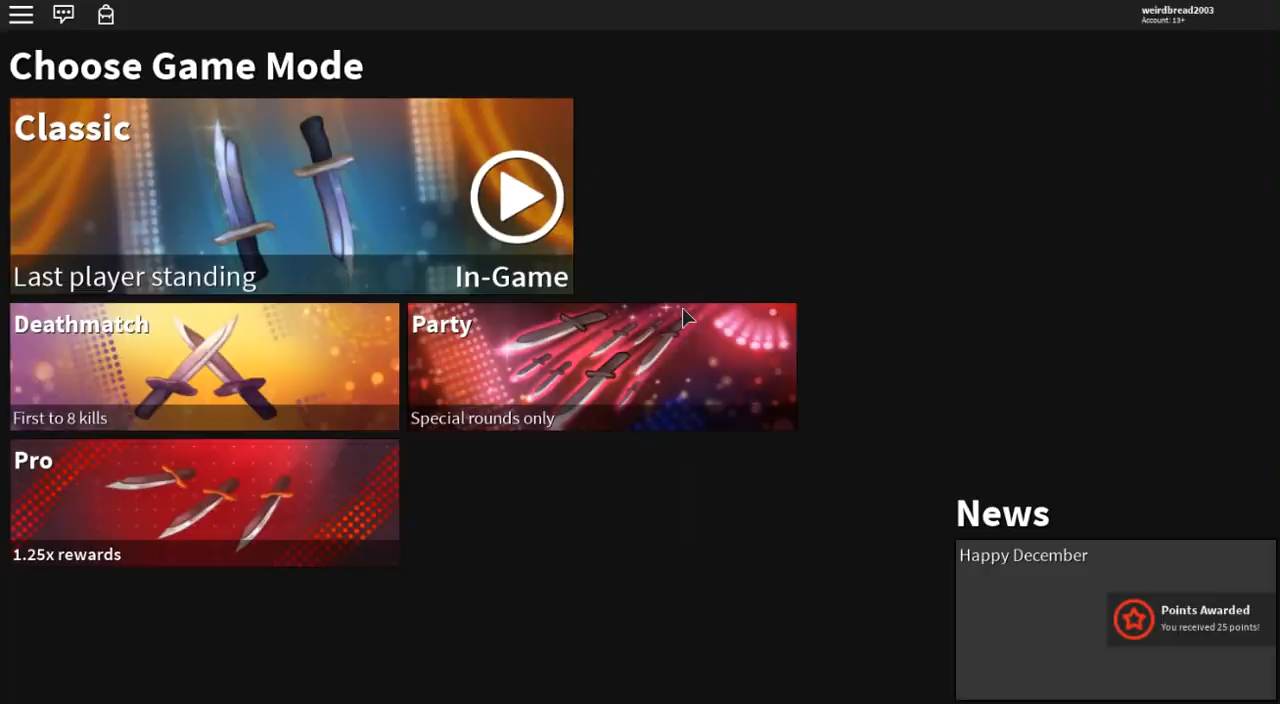 weirdbread2003
Account: 13+
Choose Game Mode
Classic
Last player standing
In-Game
Deathmatch
First to 8 kills
Party
Special rounds only
Pro
1.25x rewards
News
Happy December
Points Awarded
You received 25 points!